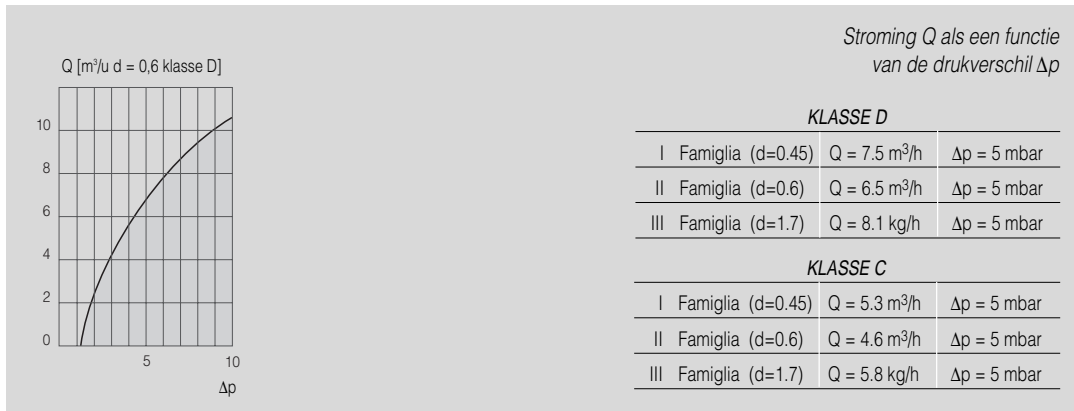 Stroming Q als een functie
van de drukverschil Δp
Q [m³/u d = 0,6 klasse D]
10
8
6
4
2
0
5 10
Δp
KLASSE D
I Famiglia (d=0.45) Q = 7.5 m³/h Δp = 5 mbar
II Famiglia (d=0.6) Q = 6.5 m³/h Δp = 5 mbar
III Famiglia (d=1.7) Q = 8.1 kg/h Δp = 5 mbar
KLASSE C
I Famiglia (d=0.45) Q = 5.3 m³/h Δp = 5 mbar
II Famiglia (d=0.6) Q = 4.6 m³/h Δp = 5 mbar
III Famiglia (d=1.7) Q = 5.8 kg/h Δp = 5 mbar